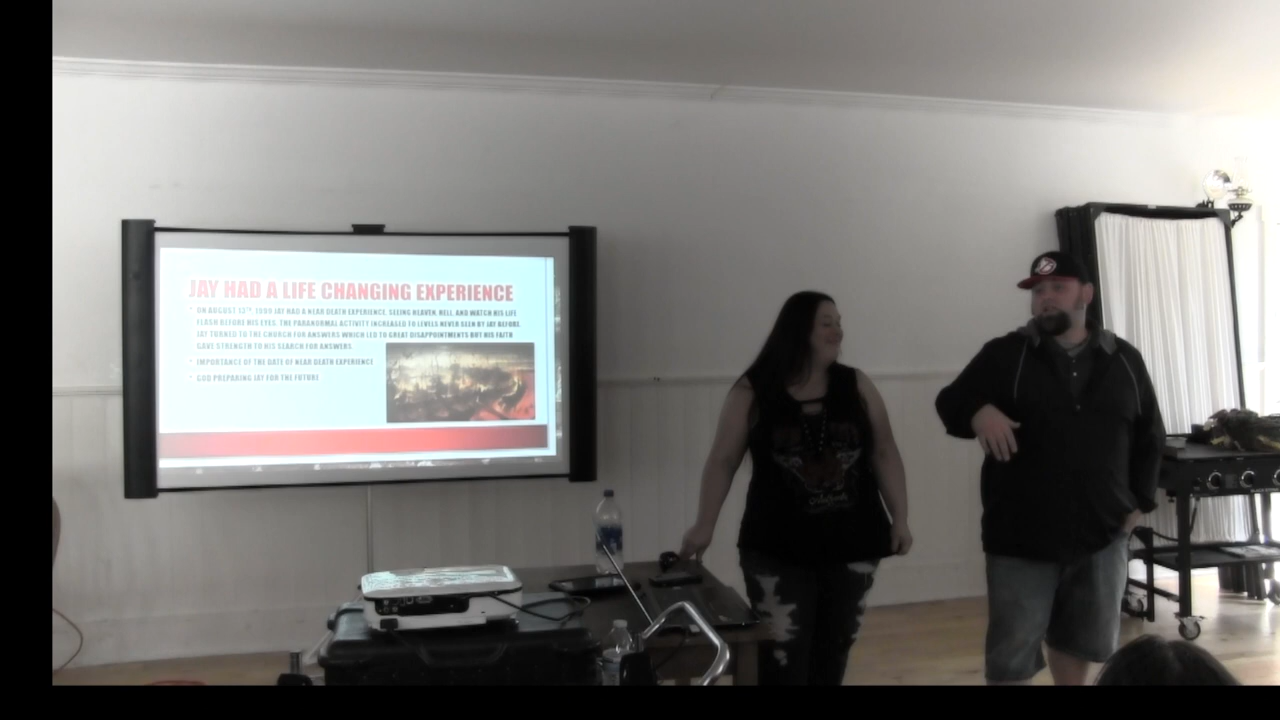 JAY HAD A LIFE CHANGING EXPERIENCE
ON AUGUST 13TH, 1999 JAY HAD A NEAR DEATH EXPERIENCE, SEEING HEAVEN, HELL, AND WATCH HIS LIFE
FLASH BEFORE HIS EYES. THE PARANORMAL ACTIVITY INCREASED TO LEVELS NEVER SEEN BY JAY BEFORE.
JAY TURNED TO THE CHURCH FOR ANSWERS WHICH LED TO GREAT DISAPPOINTMENTS BUT HIS FAITH
GAVE STRENGTH TO HIS SEARCH FOR ANSWERS
IMPORTANCE OF THE DATE OF NEAR DEATH EXPERIENCE
GOD PREPARING JAY FOR THE FUTURE